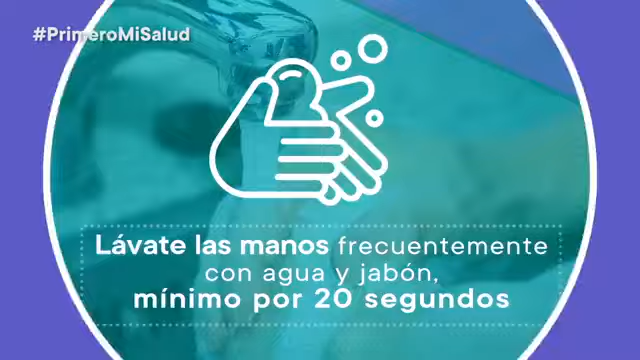 #PrimeroMiSalud
Lávate las manos frecuentemente
con agua y jabón,
mínimo por 20 segundos